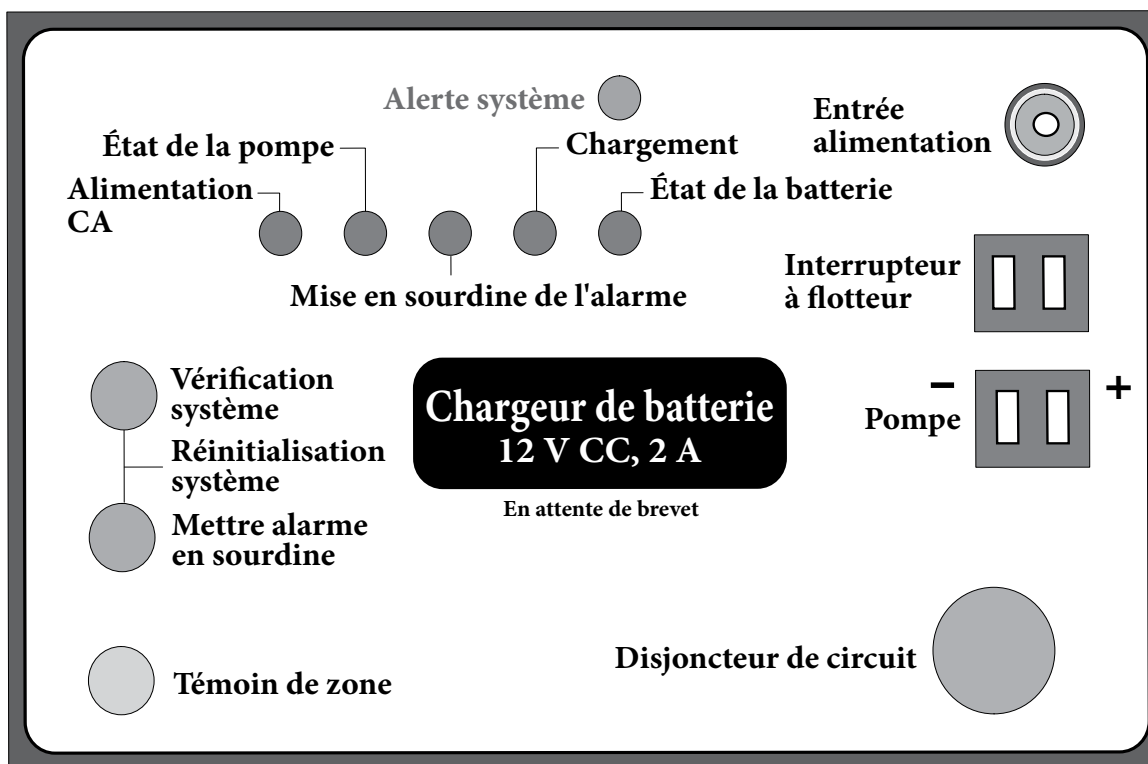 Alerte système
Entrée
alimentation
État de la pompe
Chargement
Alimentation
CA
État de la batterie
Mise en sourdine de l'alarme
Interrupteur
à flotteur
Vérification
système
Chargeur de batterie
12 V CC, 2 A
− +
Pompe
Réinitialisation
système
En attente de brevet
Mettre alarme
en sourdine
Disjoncteur de circuit
Témoin de zone